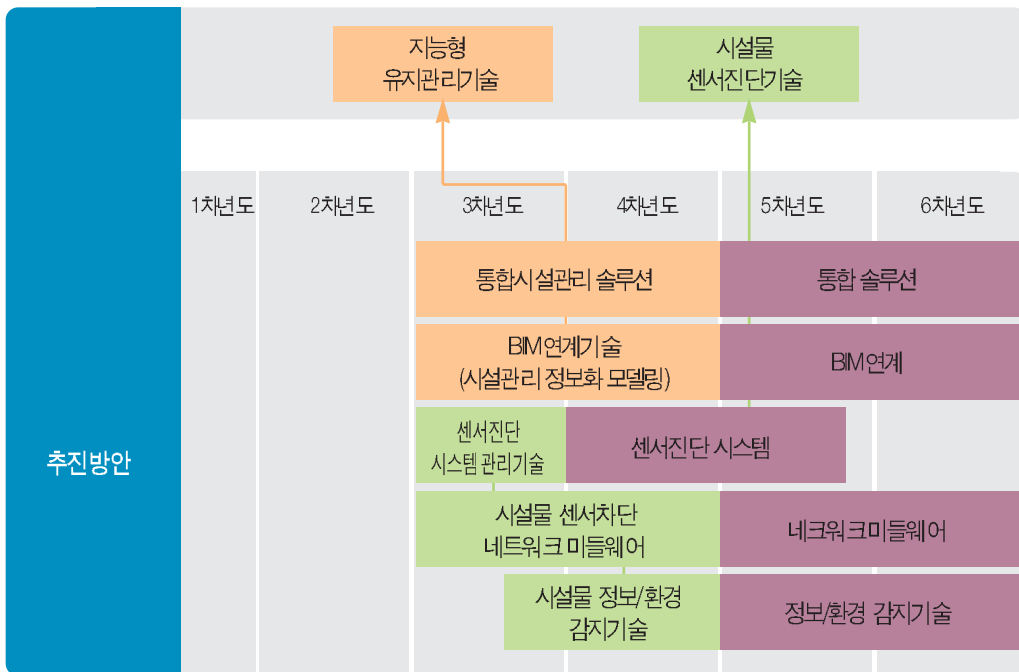 지능형
유지관리기술
시설물
센서진단기술
1차년도 2차년도 3차년도 4차년도 5차년도 6차년도
통합시설관리 솔루션 통합 솔루션
BIM연계기술
(시설관리 정보화 모델링)
BIM연계
추진방안
센서진단
시스템 관리기술
센서진단 시스템
시설물 센서차단
네트워크 미들웨어
네크워크미들웨어
시설물 정보/환경
감지기술
정보/환경 감지기술